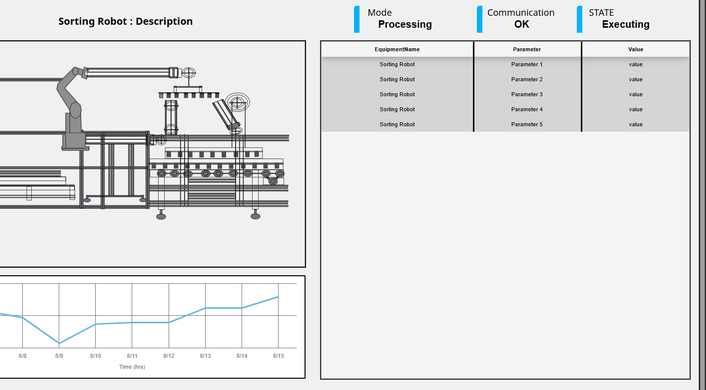 Sorting Robot : Description
Mode
Processing
Communication
OK
STATE
Executing
EquipmentName Parameter Value
Sorting Robot Parameter 1 value
Sorting Robot Parameter 2 value
Sorting Robot Parameter 3 value
Sorting Robot Parameter 4 value
Sorting Robot Parameter 5 value
8/8 8/9 8/10 8/11 8/12 8/13 8/14 8/15
Time (hrs)